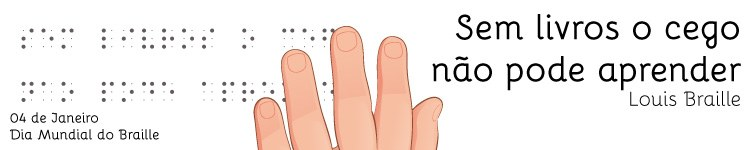 Sem livros o cego
não pode aprender
Louis Braille
04 de Janeiro
Dia Mundial do Braille